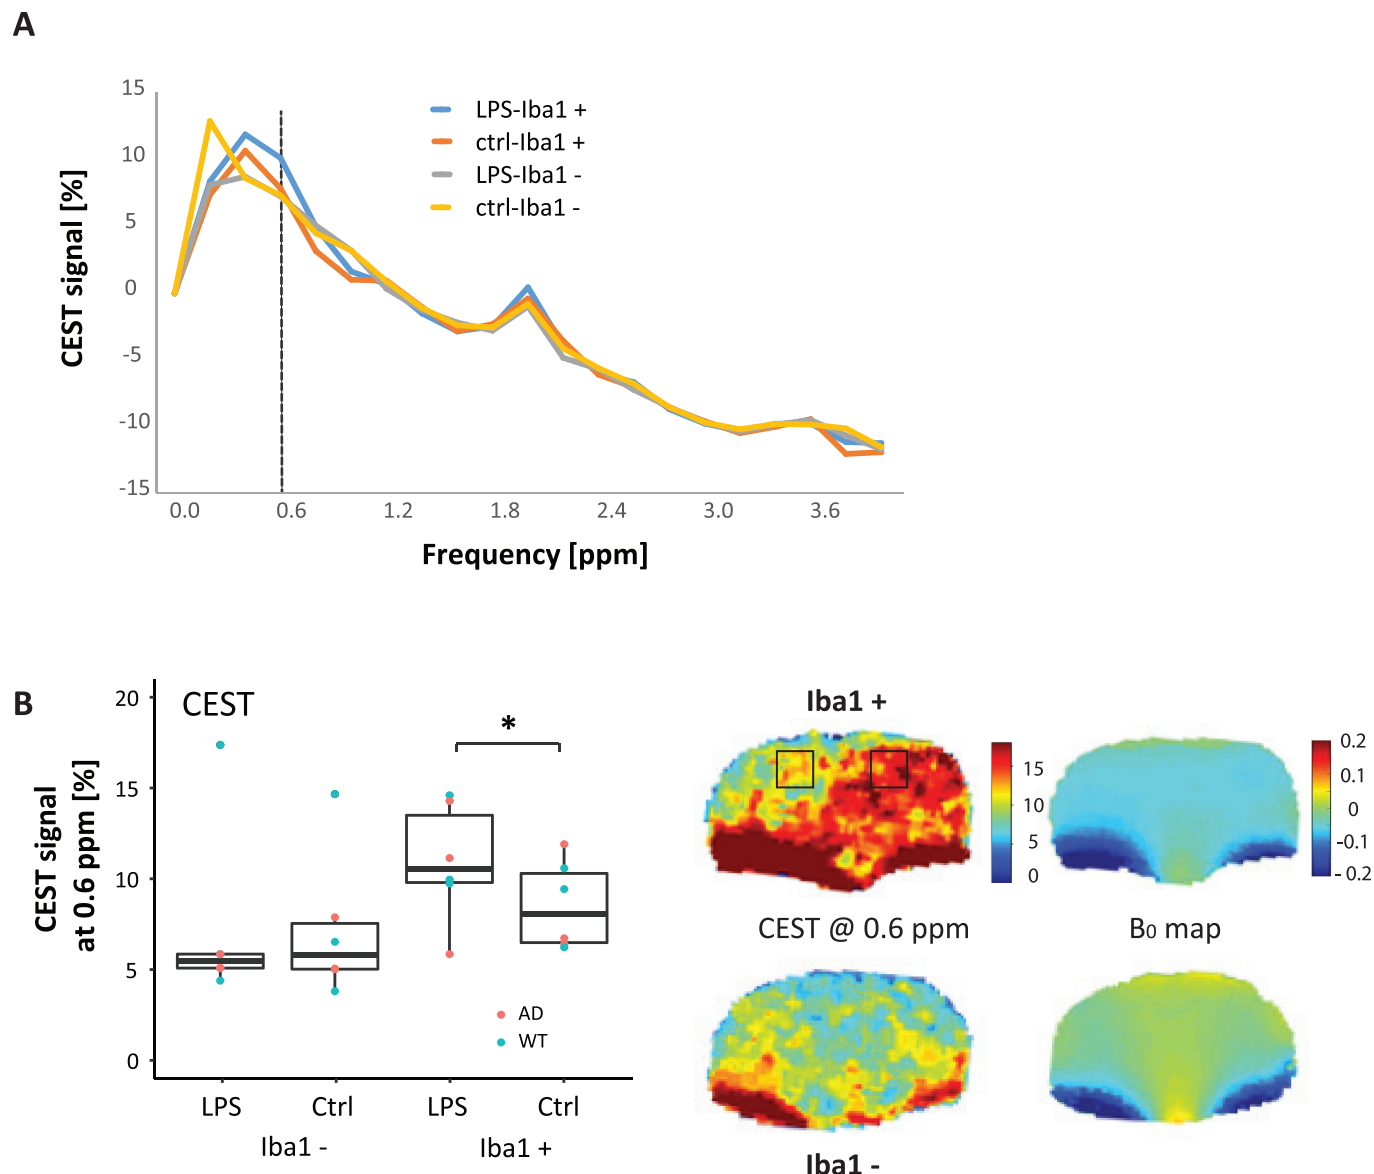 A
15
10
5
0
-5
-10
-15
CEST signal [%]
LPS-Iba1 +
ctrl-Iba1 +
LPS-Iba1 -
ctrl-Iba1 -
0.0 0.6 1.2 1.8 2.4 3.0 3.6
Frequency [ppm]
B
CEST
20
15
10
5
0
CEST signal
at 0.6 ppm [%]
*
AD
WT
LPS Ctrl LPS Ctrl
Iba1 - Iba1 +
Iba1 +
15
10
5
0
0.2
0.1
0
-0.1
- 0.2
CEST @ 0.6 ppm
B0 map
Iba1 -